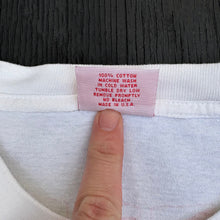 100% COTTON
MACHINE WASH
IN COLD WATER
TUMBLE DRY LOW
REMOVE PROMPTLY
NO BLEACH
MADE IN U.S.A.